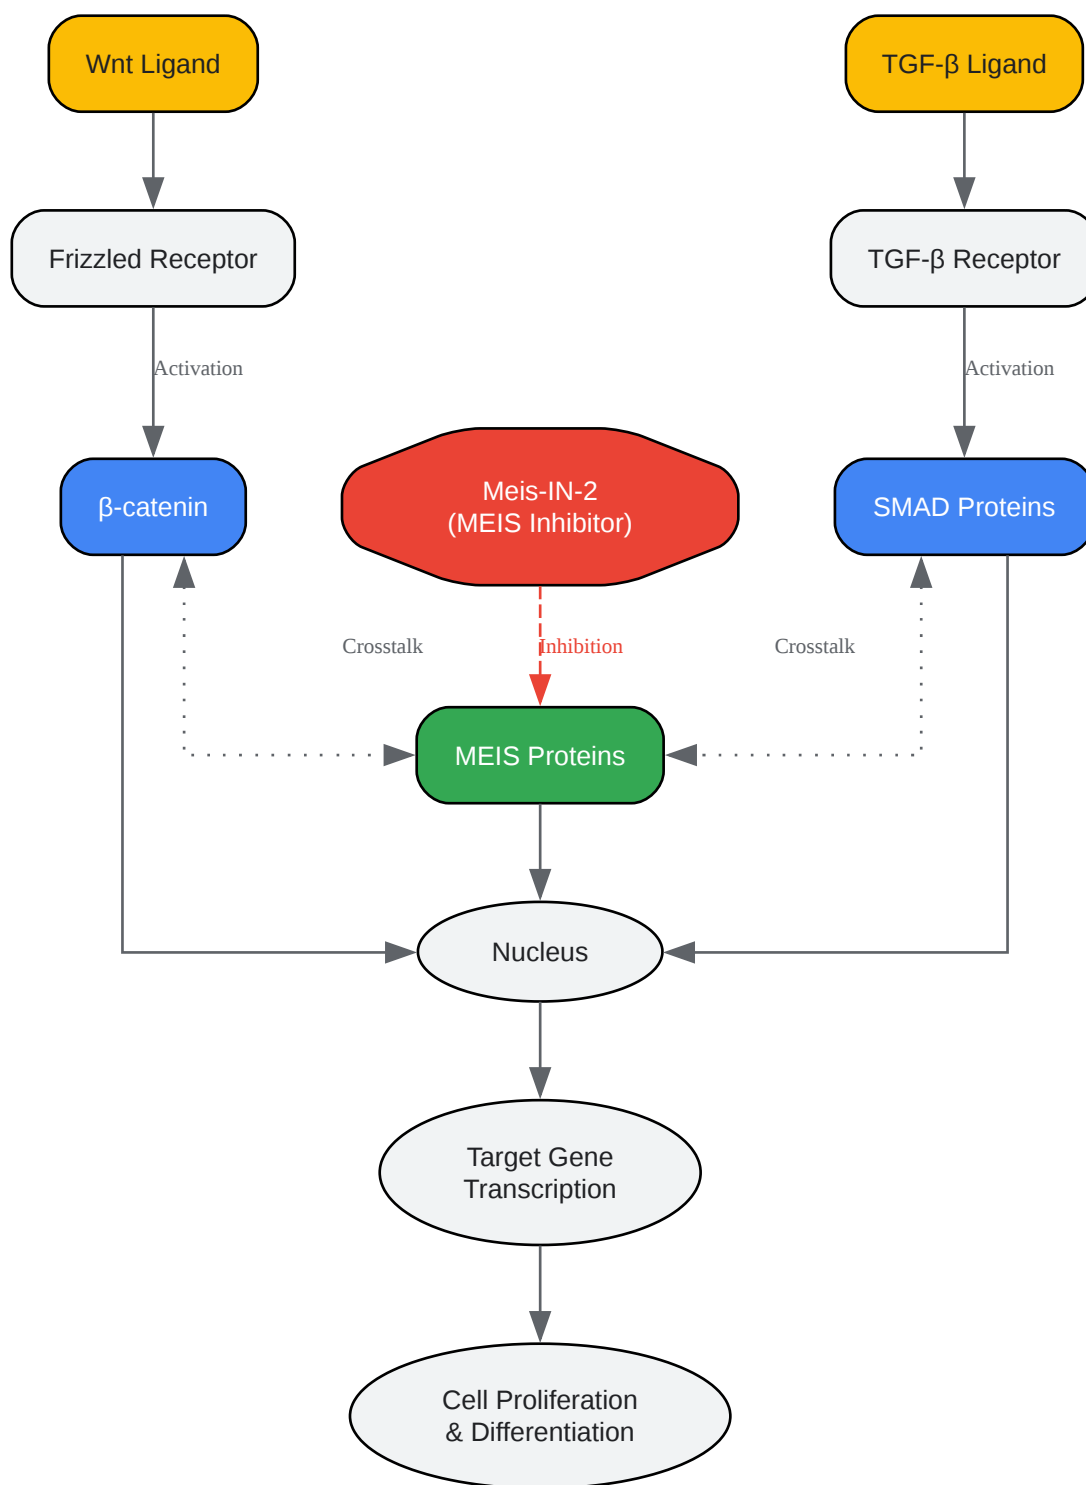 Wnt Ligand
TGF-β Ligand
Frizzled Receptor
TGF-β Receptor
Activation
Activation
β-catenin
Meis-IN-2
(MEIS Inhibitor)
SMAD Proteins
Crosstalk
Inhibition
Crosstalk
MEIS Proteins
Nucleus
Target Gene
Transcription
Cell Proliferation
& Differentiation